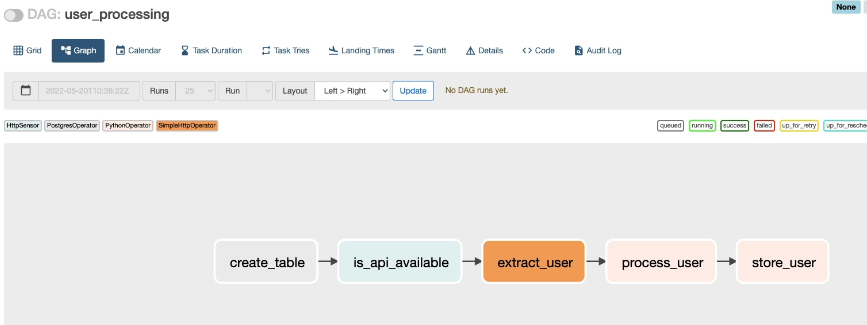 DAG: user_processing
None
Grid Graph Calendar Task Duration Task Tries Landing Times Gantt Details <> Code Audit Log
2022-05-20T10:36:22Z Runs 25 Run Layout Left > Right Update No DAG runs yet.
HttpSensor PostgresOperator PythonOperator SimpleHttpOperator
queued running success failed up_for_retry up_for_resche
create_table is_api_available extract_user process_user store_user